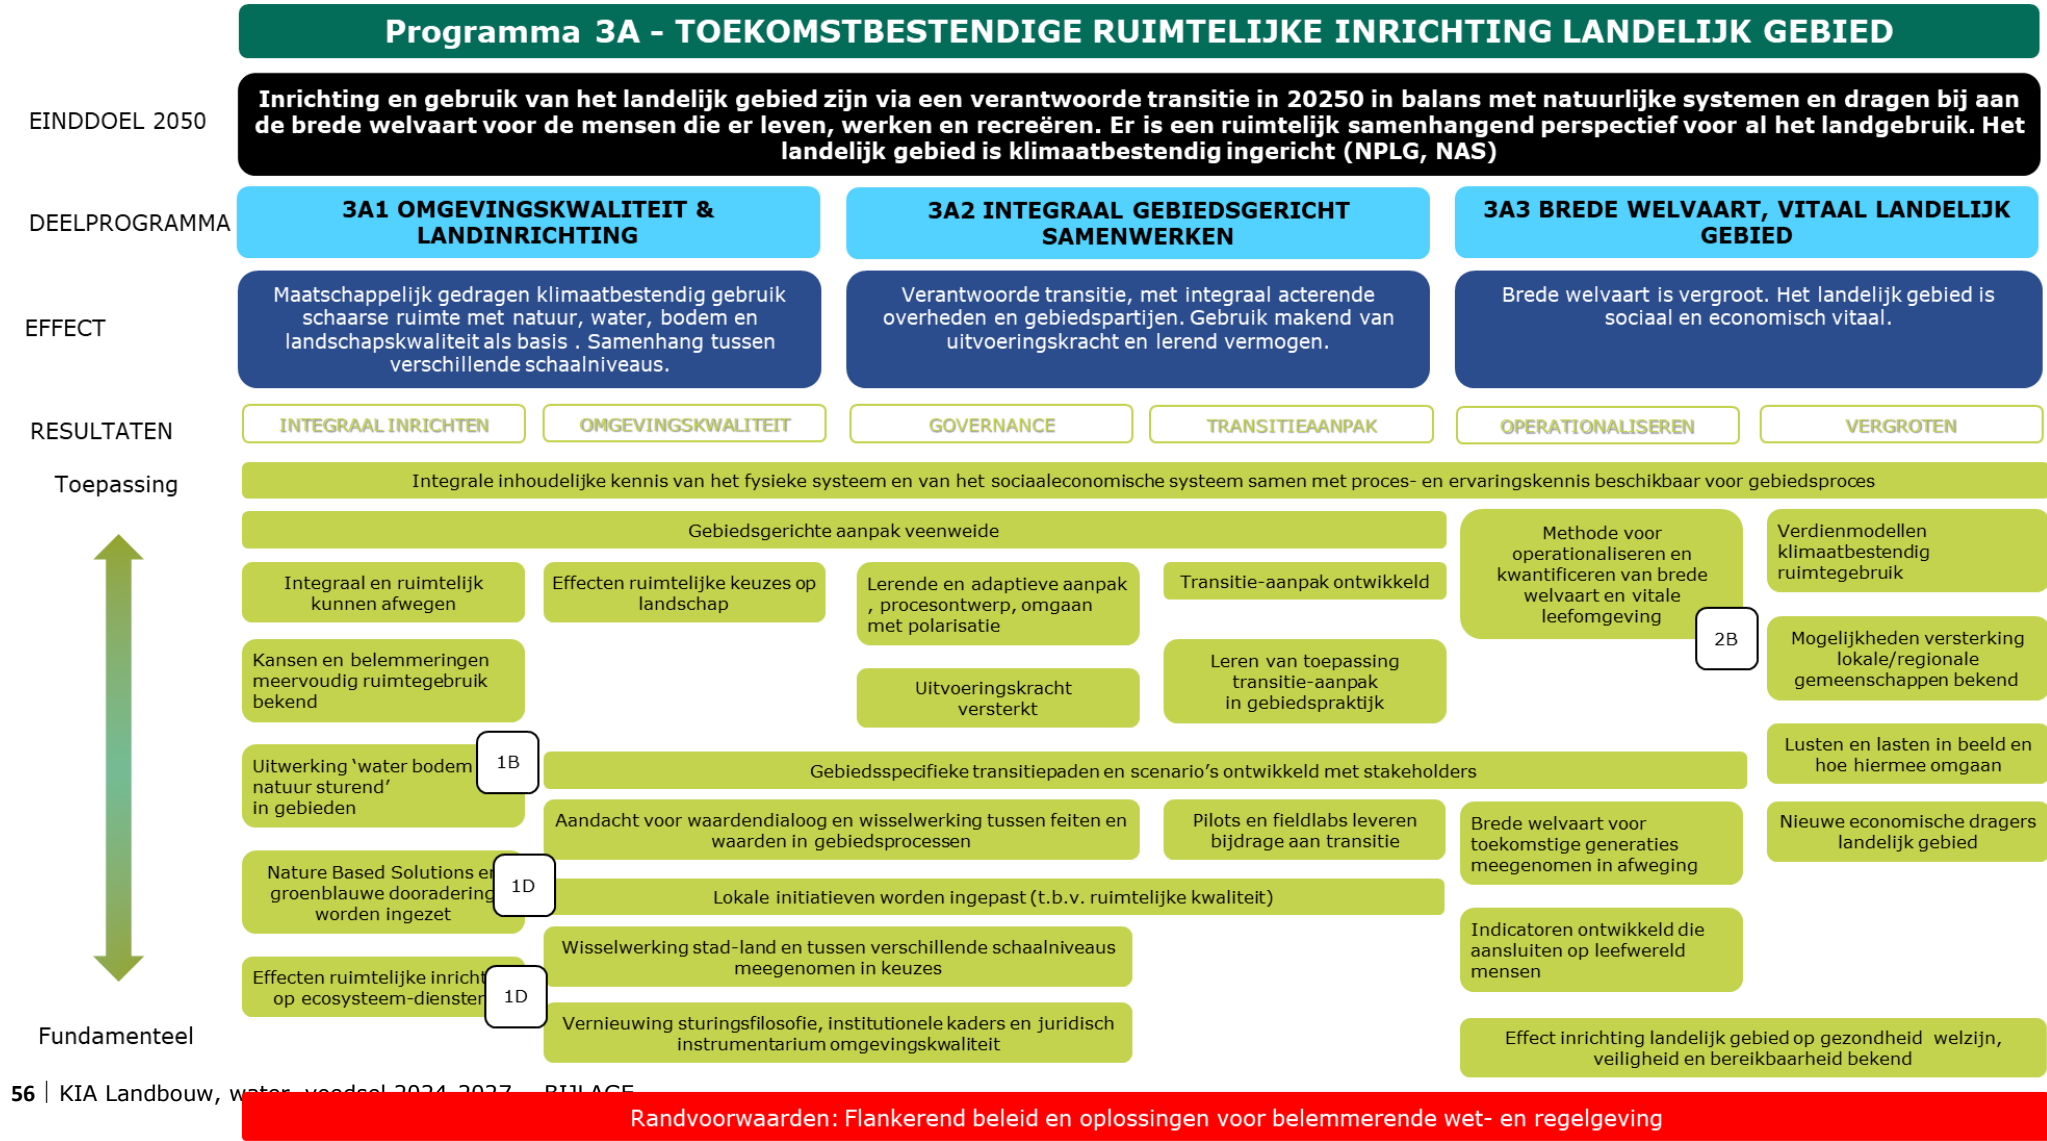 Programma 3A – TOEKOMSTBESTENDIGE RUIMTELIJKE INRICHTING LANDELIJK GEBIED
EINDDOEL 2050
Inrichting en gebruik van het landelijk gebied zijn via een verantwoorde transitie in 20250 in balans met natuurlijke systemen en dragen bij aan
de brede welvaart voor de mensen die er leven, werken en recreëren. Er is een ruimtelijk samenhangend perspectief voor al het landgebruik. Het
landelijk gebied is klimaatbestendig ingericht (NPLG, NAS)
DEELPROGRAMMA
3A1 OMGEVINGSKWALITEIT &
LANDINRICHTING
3A2 INTEGRAAL GEBIEDSGERICHT
SAMENWERKEN
3A3 BREDE WELVAART, VITAAL LANDELIJK
GEBIED
EFFECT
Maatschappelijk gedragen klimaatbestendig gebruik
schaarse ruimte met natuur, water, bodem en
landschapskwaliteit als basis . Samenhang tussen
verschillende schaalniveaus.
Verantwoorde transitie, met integraal acterende
overheden en gebiedspartijen. Gebruik makend van
uitvoeringskracht en lerend vermogen.
Brede welvaart is vergroot. Het landelijk gebied is
sociaal en economisch vitaal.
RESULTATEN
INTEGRAAL INRICHTEN
OMGEVINGSKWALITEIT
GOVERNANCE
TRANSITIEAANPAK
OPERATIONALISEREN
VERGROTEN
Toepassing
Integrale inhoudelijke kennis van het fysieke systeem en van het sociaaleconomische systeem samen met proces- en ervaringskennis beschikbaar voor gebiedsproces
Gebiedsgerichte aanpak veenweide
Integraal en ruimtelijk
kunnen afwegen
Effecten ruimtelijke keuzes op
landschap
Lerende en adaptieve aanpak
, procesontwerp, omgaan
met polarisatie
Transitie-aanpak ontwikkeld
Methode voor
operationaliseren en
kwantificeren van brede
welvaart en vitale
leefomgeving
2B
Verdienmodellen
klimaatbestendig
ruimtegebruik
Kansen en belemmeringen
meervoudig ruimtegebruik
bekend
Uitvoeringskracht
versterkt
Leren van toepassing
transitie-aanpak
in gebiedspraktijk
Mogelijkheden versterking
lokale/regionale
gemeenschappen bekend
Uitwerking ‘water bodem
natuur sturend’
in gebieden
1B
Gebiedsspecifieke transitiepaden en scenario’s ontwikkeld met stakeholders
Lusten en lasten in beeld en
hoe hiermee omgaan
Aandacht voor waardendialoog en wisselwerking tussen feiten en
waarden in gebiedsprocessen
Pilots en fieldlabs leveren
bijdrage aan transitie
Brede welvaart voor
toekomstige generaties
meegenomen in afweging
Nieuwe economische dragers
landelijk gebied
Nature Based Solutions en
groenblauwe dooradering
worden ingezet
1D
Lokale initiatieven worden ingepast (t.b.v. ruimtelijke kwaliteit)
Wisselwerking stad-land en tussen verschillende schaalniveaus
meegenomen in keuzes
Indicatoren ontwikkeld die
aansluiten op leefwereld
mensen
Effecten ruimtelijke inricht
op ecosysteem-diensten
1D
Vernieuwing sturingsfilosofie, institutionele kaders en juridisch
instrumentarium omgevingskwaliteit
Effect inrichting landelijk gebied op gezondheid welzijn,
veiligheid en bereikbaarheid bekend
Fundamenteel
56 | KIA Landbouw, water, voedsel 2024-2027 - BIJLAGE
Randvoorwaarden: Flankerend beleid en oplossingen voor belemmerende wet- en regelgeving